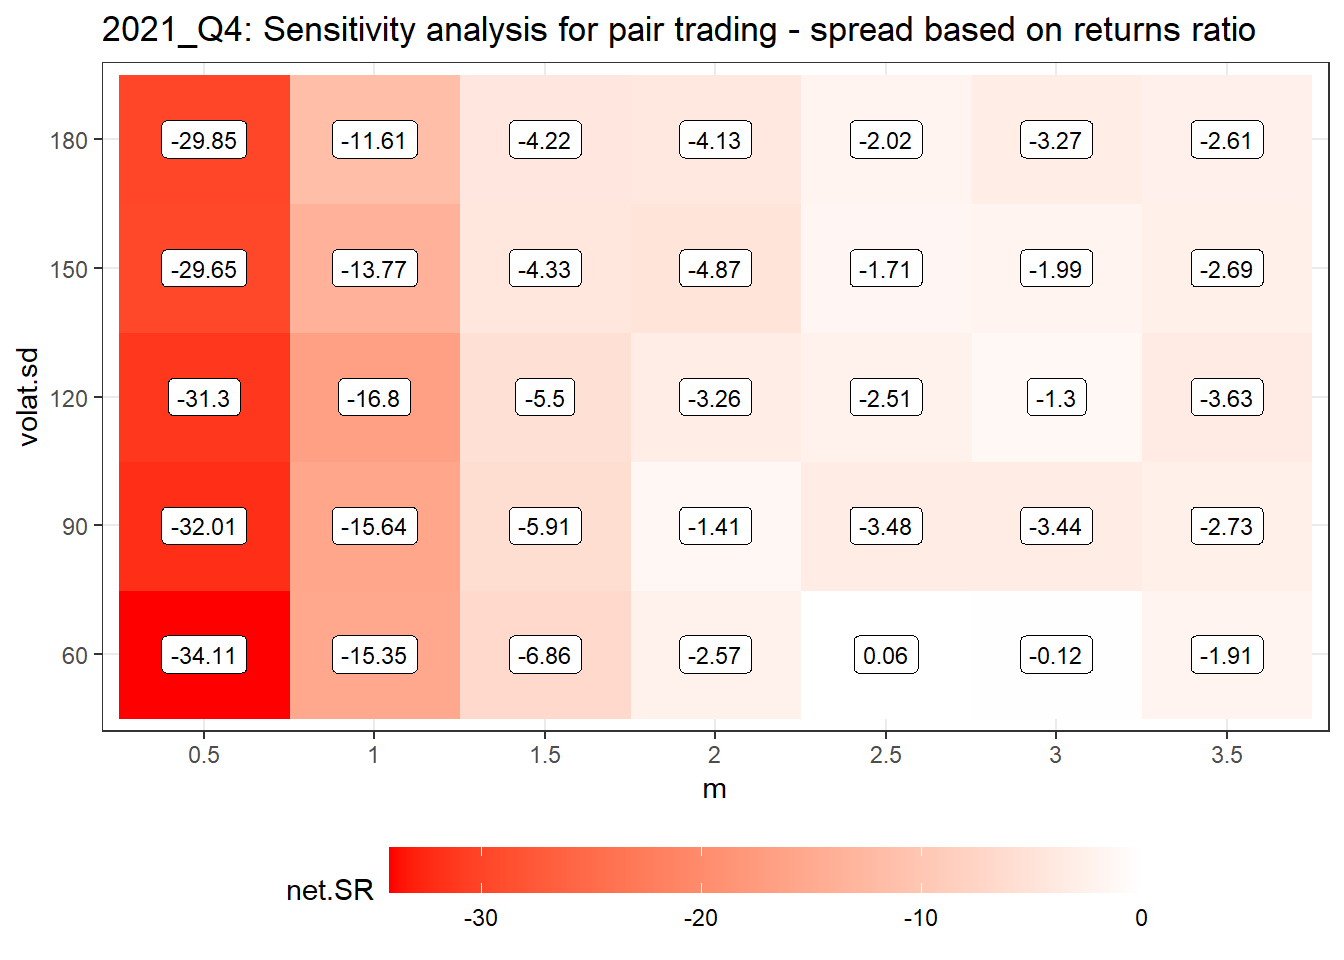 2021_Q4: Sensitivity analysis for pair trading - spread based on returns ratio
180 -29.85 -11.61 -4.22 -4.13 -2.02 -3.27 -2.61
150 -29.65 -13.77 -4.33 -4.87 -1.71 -1.99 -2.69
volat.sd
120 -31.3 -16.8 -5.5 -3.26 -2.51 -1.3 -3.63
90 -32.01 -15.64 -5.91 -1.41 -3.48 -3.44 -2.73
60 -34.11 -15.35 -6.86 -2.57 0.06 -0.12 -1.91
0.5 1 1.5 2 2.5 3 3.5
m
net.SR
-30 -20 -10 0